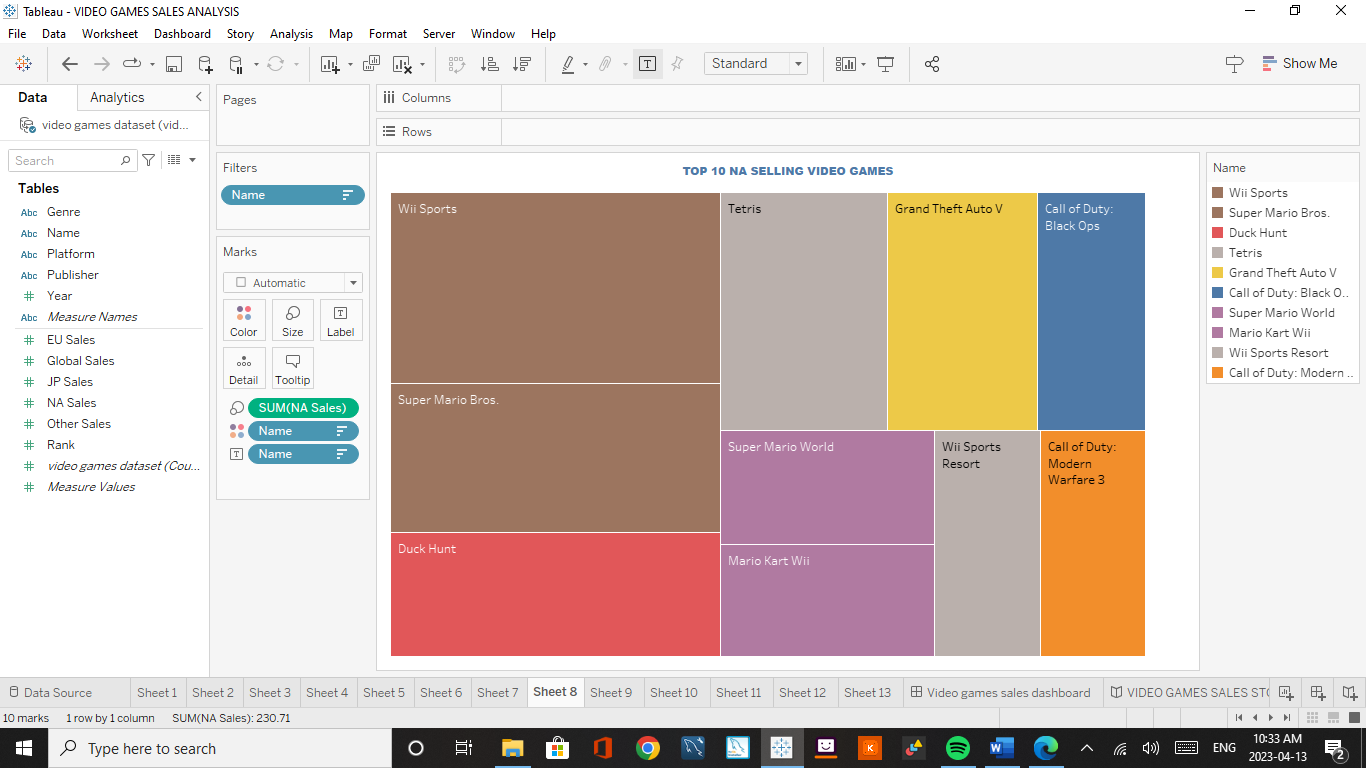 Tableau - VIDEO GAMES SALES ANALYSIS
File Data Worksheet Dashboard Story Analysis Map Format Server Window Help
Standard
Show Me
Data Analytics
video games dataset (vid...
Search
Tables
Abc Genre
Abc Name
Abc Platform
Abc Publisher
Year
Abc Measure Names
EU Sales
Global Sales
JP Sales
NA Sales
Other Sales
Rank
video games dataset (Cou...
Measure Values
Pages
Filters
Name
Marks
Automatic
Color Size Label
Detail Tooltip
SUM(NA Sales)
Name
Name
Columns
Rows
TOP 10 NA SELLING VIDEO GAMES
Wii Sports
Super Mario Bros.
Duck Hunt
Tetris
Grand Theft Auto V
Call of Duty:
Black Ops
Super Mario World
Mario Kart Wii
Wii Sports
Resort
Call of Duty:
Modern
Warfare 3
Name
Wii Sports
Super Mario Bros.
Duck Hunt
Tetris
Grand Theft Auto V
Call of Duty: Black O..
Super Mario World
Mario Kart Wii
Wii Sports Resort
Call of Duty: Modern ..
Data Source Sheet 1 Sheet 2 Sheet 3 Sheet 4 Sheet 5 Sheet 6 Sheet 7 Sheet 8 Sheet 9 Sheet 10 Sheet 11 Sheet 12 Sheet 13 Video games sales dashboard VIDEO GAMES SALES STO
10 marks 1 row by 1 column SUM(NA Sales): 230.71
Type here to search
ENG
10:33 AM
2023-04-13
2